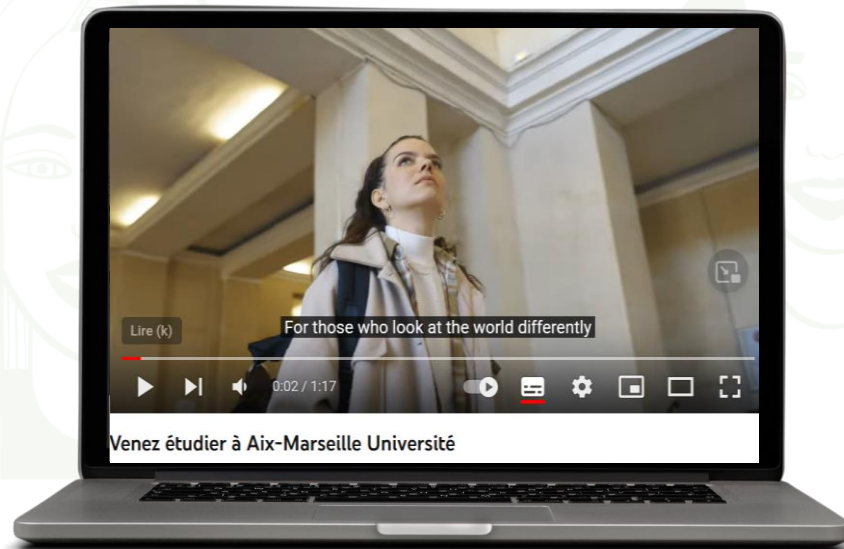 Lire (k)
For those who look at the world differently
0:02 / 1:17
Venez étudier à Aix-Marseille Université